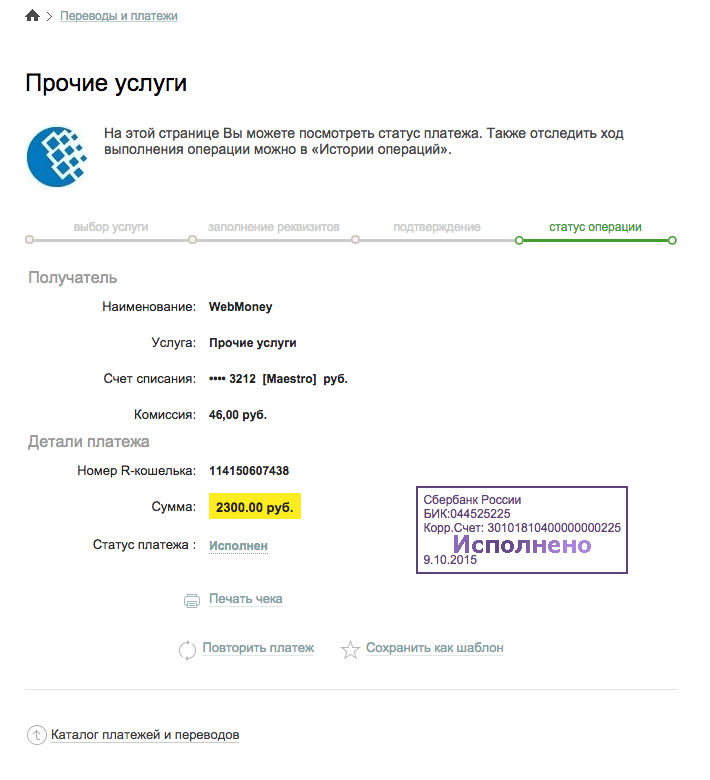 Переводы и платежи
Прочие услуги
На этой странице Вы можете посмотреть статус платежа. Также отследить ход
выполнения операции можно в «Истории операций».
выбор услуги заполнение реквизитов подтверждение статус операции
Получатель
Наименование: WebMoney
Услуга: Прочие услуги
Счет списания: •••• 3212 [Maestro] руб.
Комиссия: 46,00 руб.
Детали платежа
Номер R-кошелька: 114150607438
Сумма: 2300.00 руб.
Статус платежа : Исполнен
Сбербанк России
БИК:044525225
Корр.Счет: 30101810400000000225
Исполнено
9.10.2015
Печать чека
Повторить платеж Сохранить как шаблон
Каталог платежей и переводов